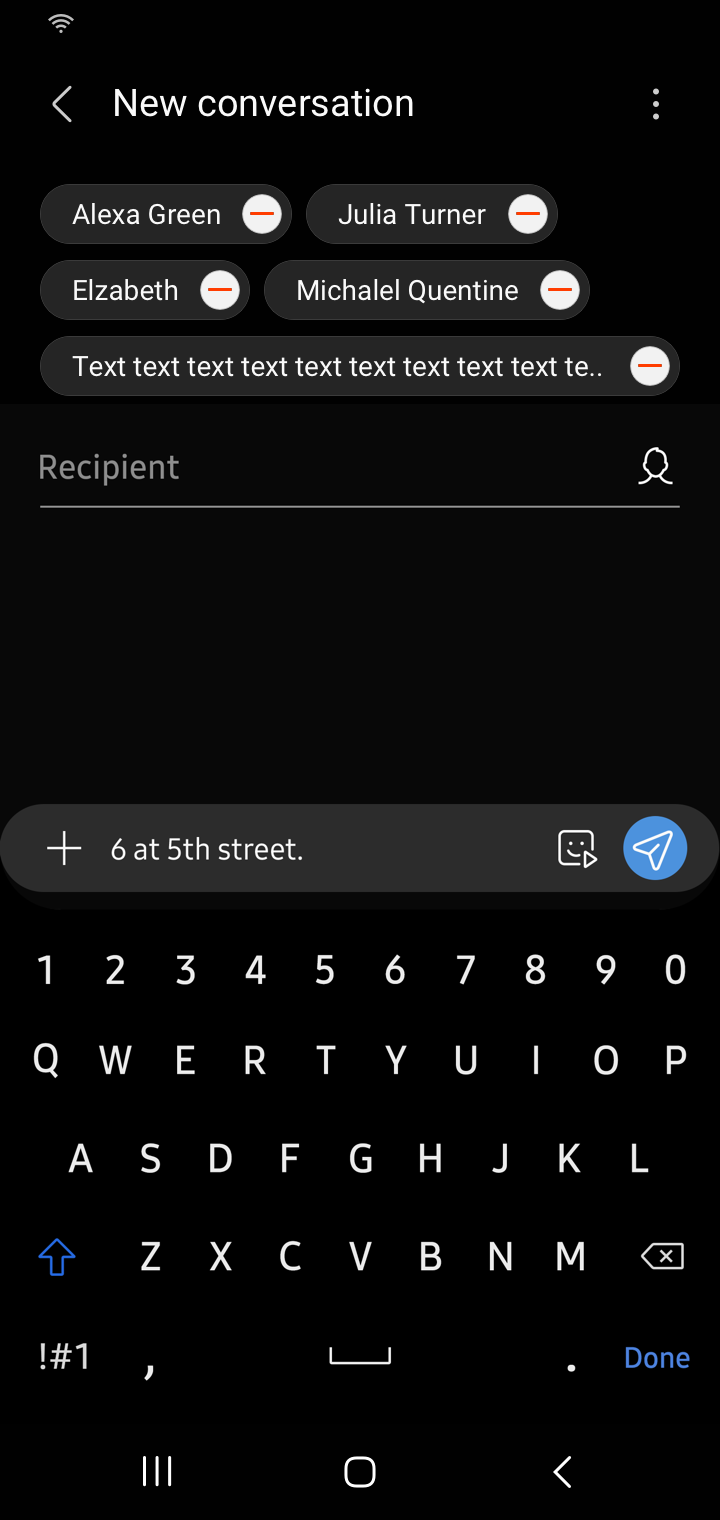 New conversation
Alexa Green Julia Turner
Elzabeth Michalel Quentine
Text text text text text text text text text te..
Recipient
6 at 5th street.
1 2 3 4 5 6 7 8 9 0
Q W E R T Y U I O P
A S D F G H J K L
Z X C V B N M
!#1 , . Done